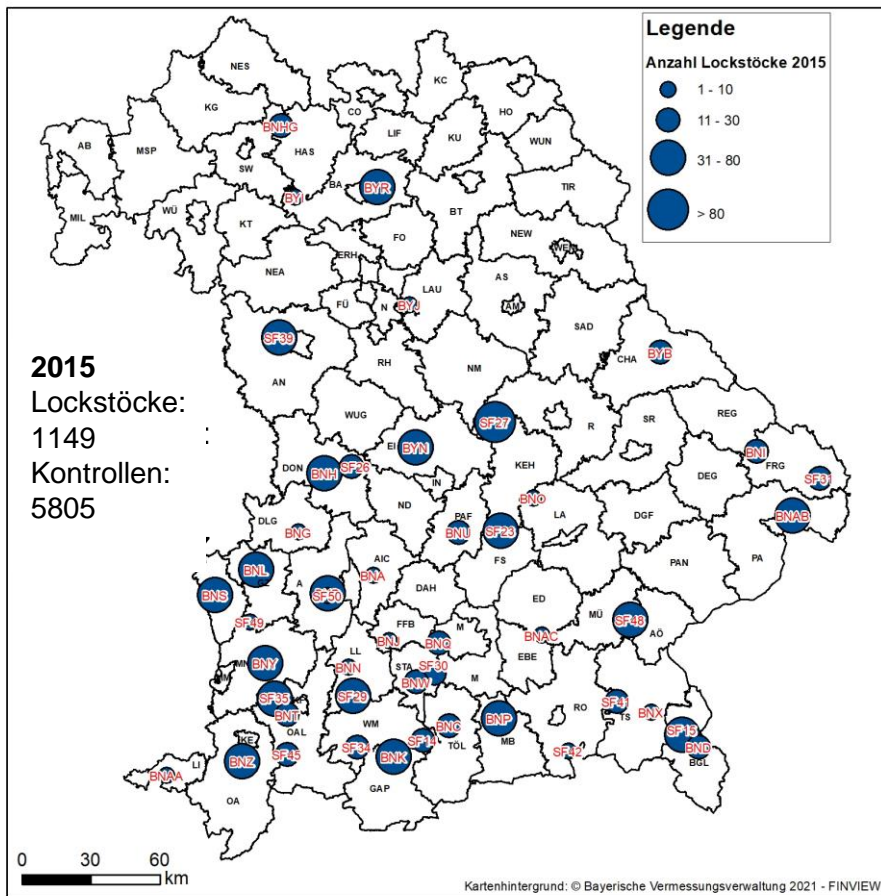 Legende
Anzahl Lockstöcke 2015
1 - 10
11 - 30
31 - 80
> 80
NES
KC
HO
CO
KG
LIF
KU
WUN
BNHG
HAS
AB
MSP
SW
BA
BYR
TIR
BYI
BT
MIL
WÜ
KT
FO
NEW
WEN
ERH
NEA
LAU
AS
FÜ
N
BYJ
AM
SAD
SF39
CHA
BYB
AN
RH
NM
2015
Lockstöcke:
1149
:
Kontrollen:
5805
WUG
SF27
R
SR
REG
EI
BYN
BNI
DON
BNH
SF26
KEH
FRG
SF31
IN
DEG
ND
BNO
LA
BNAB
DLG
BNG
PAF
BNU
SF23
DGF
PA
BNL
AIC
BNA
FS
PAN
BNS
A
SF50
DAH
ED
MÜ
SF48
AÖ
SF49
FFB
M
BNJ
BNQ
BNAC
EBE
MN
BNY
LL
BNN
STA
SF30
BNW
M
SF35
SF29
SF41
TS
BNX
BNT
OAL
WM
BNC
BNP
RO
SF15
KE
SF34
SF14
TÖL
MB
SF42
BND
BGL
LI
BNAA
BNZ
SF45
BNK
GAP
OA
0 30 60
km
Kartenhintergrund: © Bayerische Vermessungsverwaltung 2021 - FINVIEW